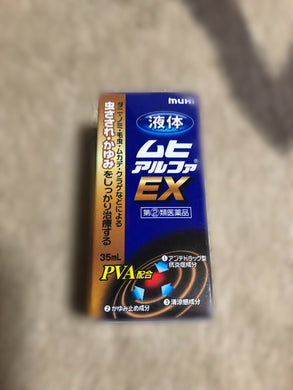 muhi
液体
ムヒ
アルファ®
EX
指②類医薬品
ダニ・ノミ・毛虫・ムカデ・クラゲなどによる
虫さされ・かゆみをしっかり治療する
35mL
PVA配合
①アンテドラッグ型
抗炎症成分
②かゆみ止め成分
③清涼感成分